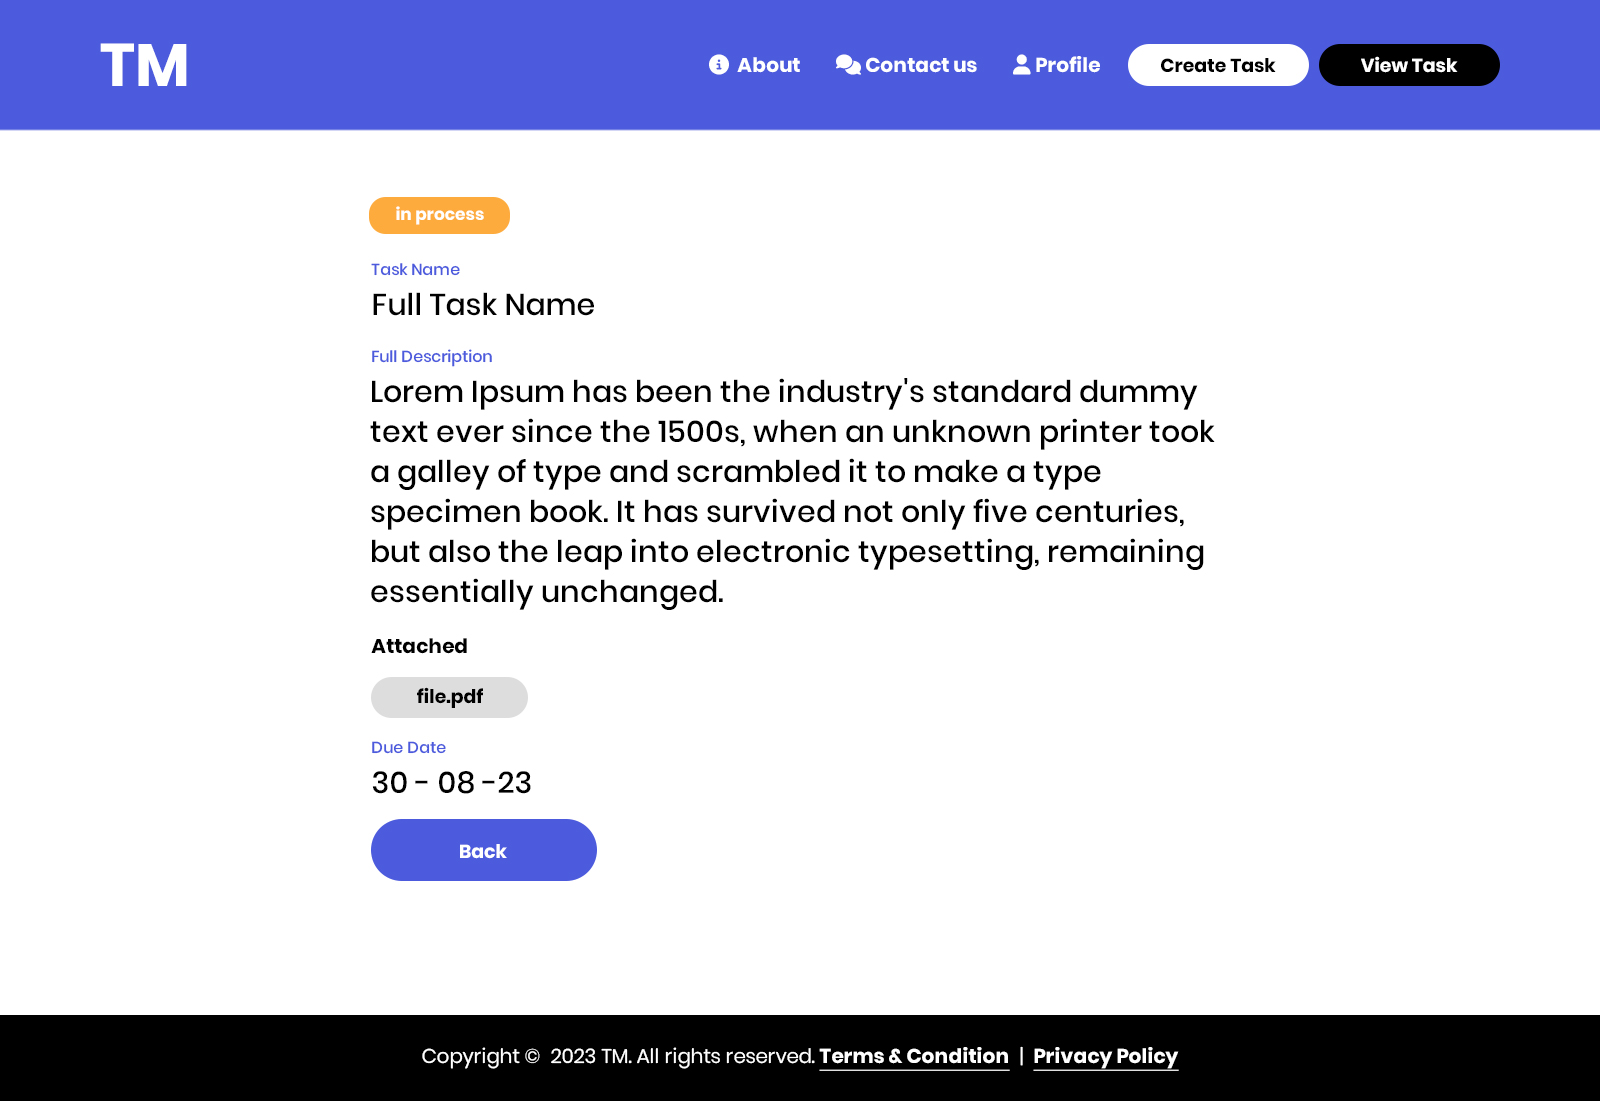 TM
About
Contact us
Profile
Create Task
View Task
in process
Task Name
Full Task Name
Full Description
Lorem Ipsum has been the industry's standard dummy
text ever since the 1500s, when an unknown printer took
a galley of type and scrambled it to make a type
specimen book. It has survived not only five centuries,
but also the leap into electronic typesetting, remaining
essentially unchanged.
Attached
file.pdf
Due Date
30 - 08 -23
Back
Copyright © 2023 TM. All rights reserved. Terms & Condition | Privacy Policy